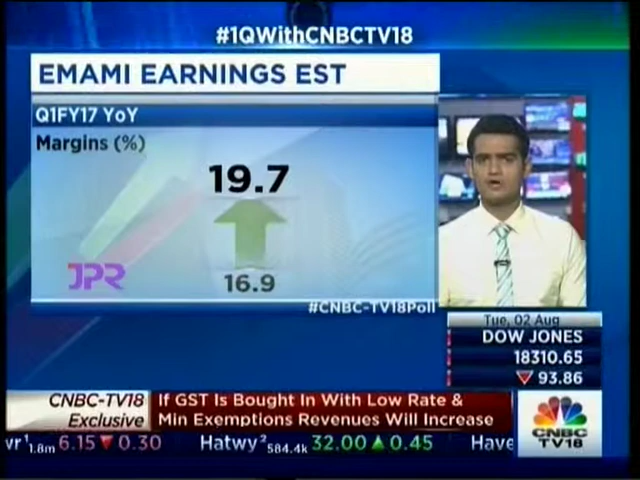 #1QWithCNBCTV18
EMAMI EARNINGS EST
Q1FY17 YoY
Margins (%)
19.7
16.9
JPR
#CNBC-TV18Poll
Tue, 02 Aug
DOW JONES
18310.65
93.86
CNBC-TV18
Exclusive
If GST Is Bought In With Low Rate &
Min Exemptions Revenues Will Increase
CNBC
TV18
vr¹ 1.8m 6.15 0.30 Hatwy² 584.4k 32.00 0.45 Have